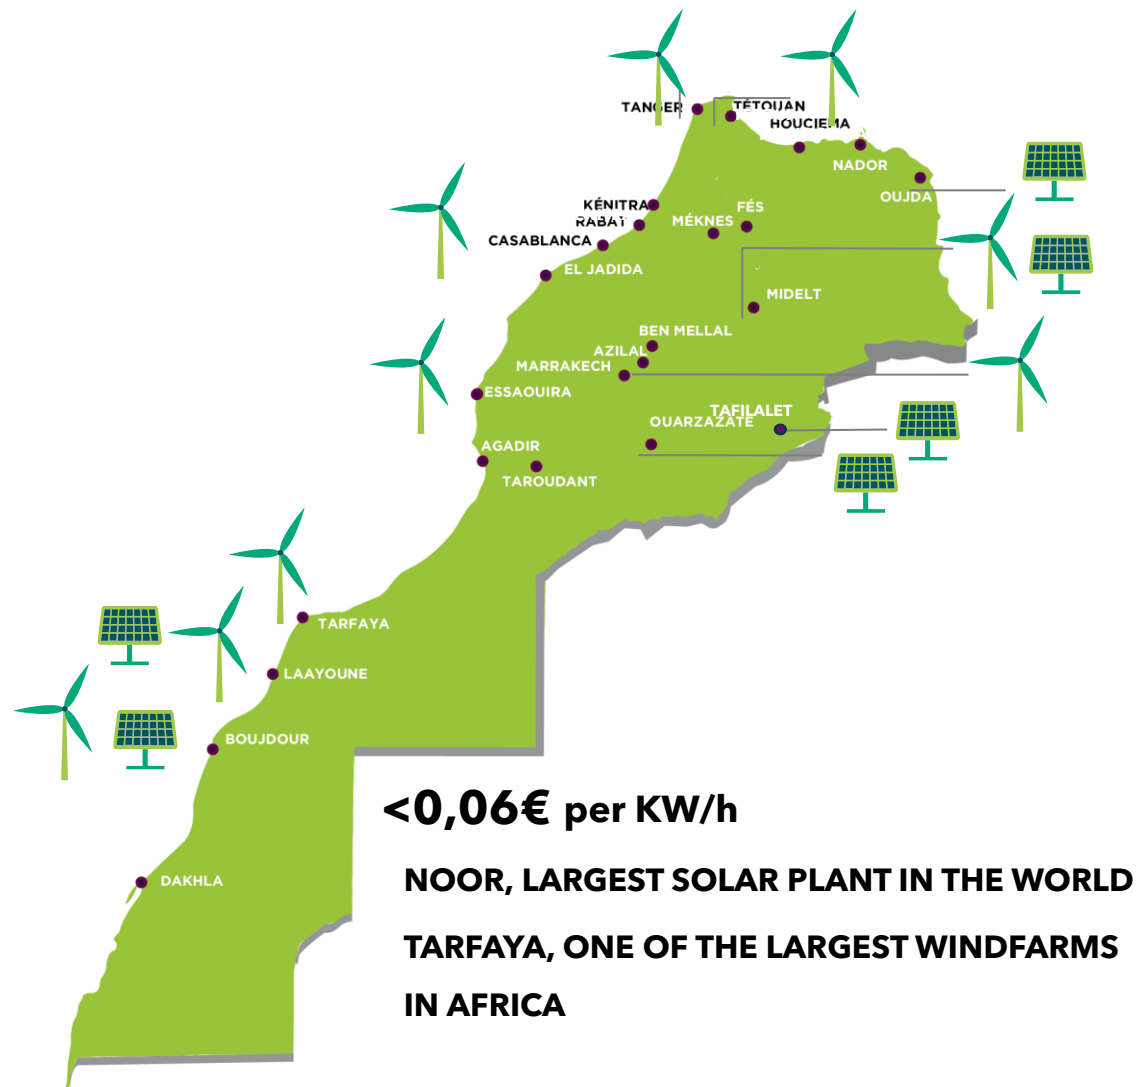 TANGER
TÉTOUAN
HOUCIEMA
NADOR
OUJDA
KÉNITRA
RABAT
CASABLANCA
MÉKNES
FÉS
EL JADIDA
MIDELT
BEN MELLAL
AZILAL
MARRAKECH
ESSAOUIRA
TAFILALET
OUARZAZATE
AGADIR
TAROUDANT
TARFAYA
LAAYOUNE
BOUJDOUR
DAKHLA
<0,06€ per KW/h
NOOR, LARGEST SOLAR PLANT IN THE WORLD
TARFAYA, ONE OF THE LARGEST WINDFARMS
IN AFRICA